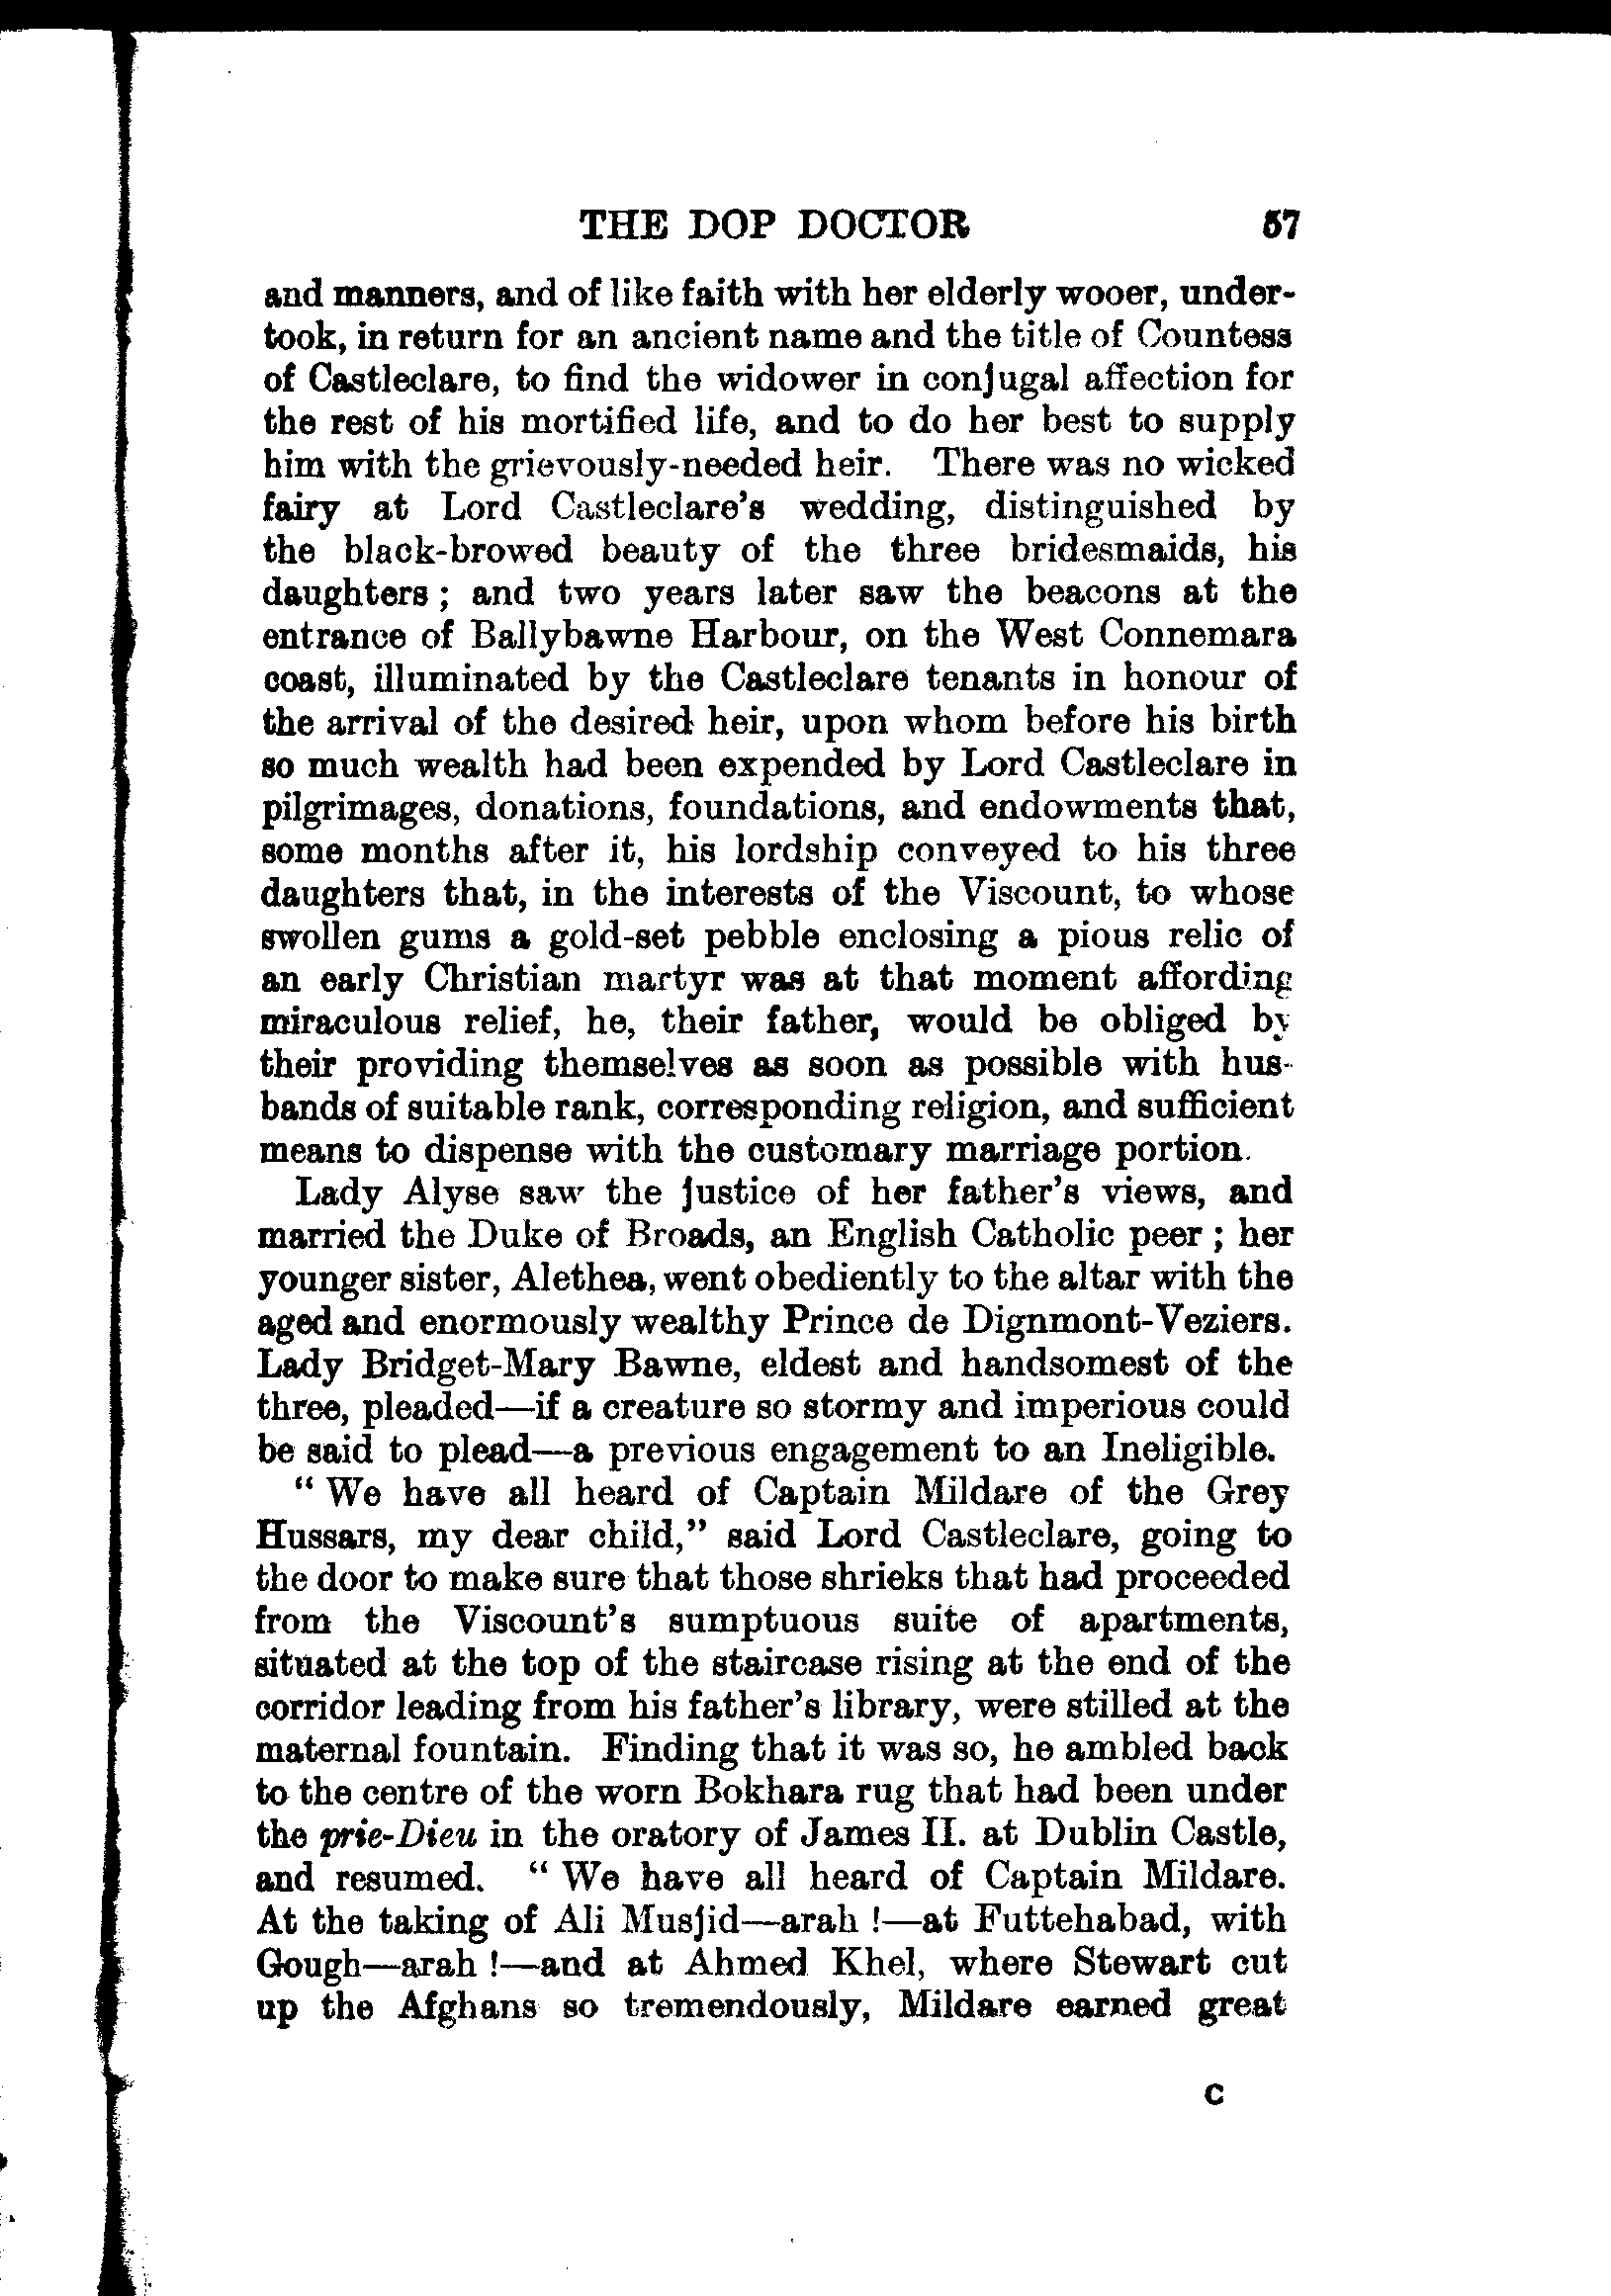 THE DOP DOCTOR 57
and manners, and of like faith with her elderly wooer, under-
took, in return for an ancient name and the title of Countess
of Castleclare, to find the widower in conjugal affection for
the rest of his mortified life, and to do her best to supply
him with the grievously-needed heir. There was no wicked
fairy at Lord Castleclare's wedding, distinguished by
the black-browed beauty of the three bridesmaids, his
daughters ; and two years later saw the beacons at the
entrance of Ballybawne Harbour, on the West Connemara
coast, illuminated by the Castleclare tenants in honour of
the arrival of the desired heir, upon whom before his birth
so much wealth had been expended by Lord Castleclare in
pilgrimages, donations, foundations, and endowments that,
some months after it, his lordship conveyed to his three
daughters that, in the interests of the Viscount, to whose
swollen gums a gold-set pebble enclosing a pious relic of
an early Christian martyr was at that moment affording
miraculous relief, he, their father, would be obliged by
their providing themselves as soon as possible with hus-
bands of suitable rank, corresponding religion, and sufficient
means to dispense with the customary marriage portion.
Lady Alyse saw the justice of her father's views, and
married the Duke of Broads, an English Catholic peer ; her
younger sister, Alethea, went obediently to the altar with the
aged and enormously wealthy Prince de Dignmont-Veziers.
Lady Bridget-Mary Bawne, eldest and handsomest of the
three, pleaded—if a creature so stormy and imperious could
be said to plead—a previous engagement to an Ineligible.
“ We have all heard of Captain Mildare of the Grey
Hussars, my dear child,” said Lord Castleclare, going to
the door to make sure that those shrieks that had proceeded
from the Viscount's sumptuous suite of apartments,
situated at the top of the staircase rising at the end of the
corridor leading from his father's library, were stilled at the
maternal fountain. Finding that it was so, he ambled back
to the centre of the worn Bokhara rug that had been under
the prie-Dieu in the oratory of James II. at Dublin Castle,
and resumed. “ We have all heard of Captain Mildare.
At the taking of Ali Musjid—arah !—at Futtehabad, with
Gough—arah !—and at Ahmed Khel, where Stewart cut
up the Afghans so tremendously, Mildare earned great
C